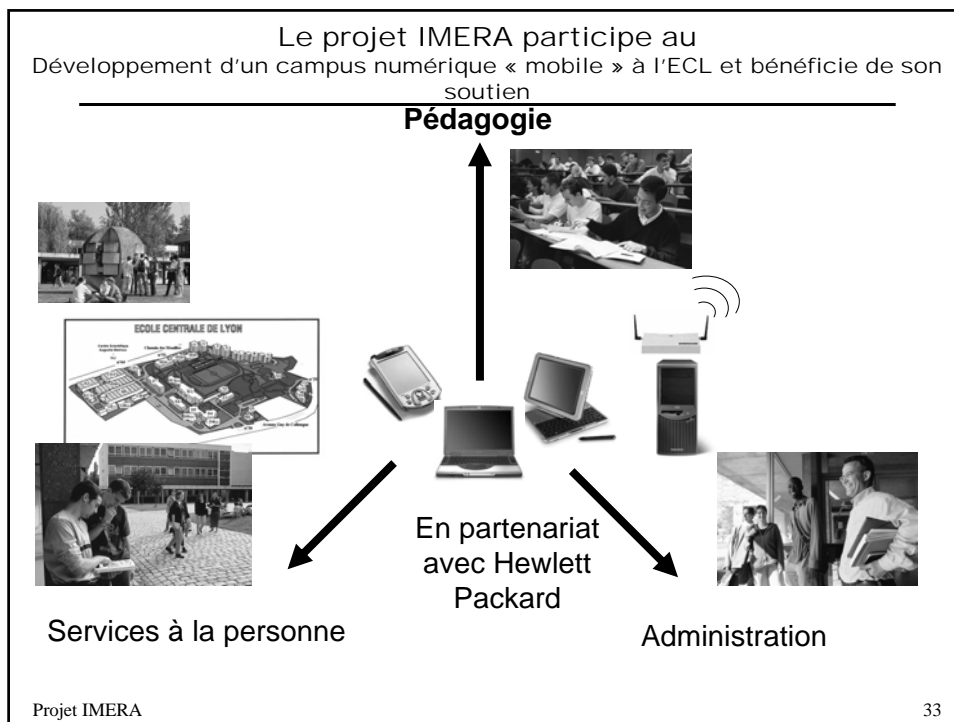 Le projet IMERA participe au
Développement d'un campus numérique « mobile » à l'ECL et bénéficie de son
soutien
Pédagogie
ECOLE CENTRALE DE LYON
En partenariat
avec Hewlett
Packard
Services à la personne
Administration
Projet IMERA
33